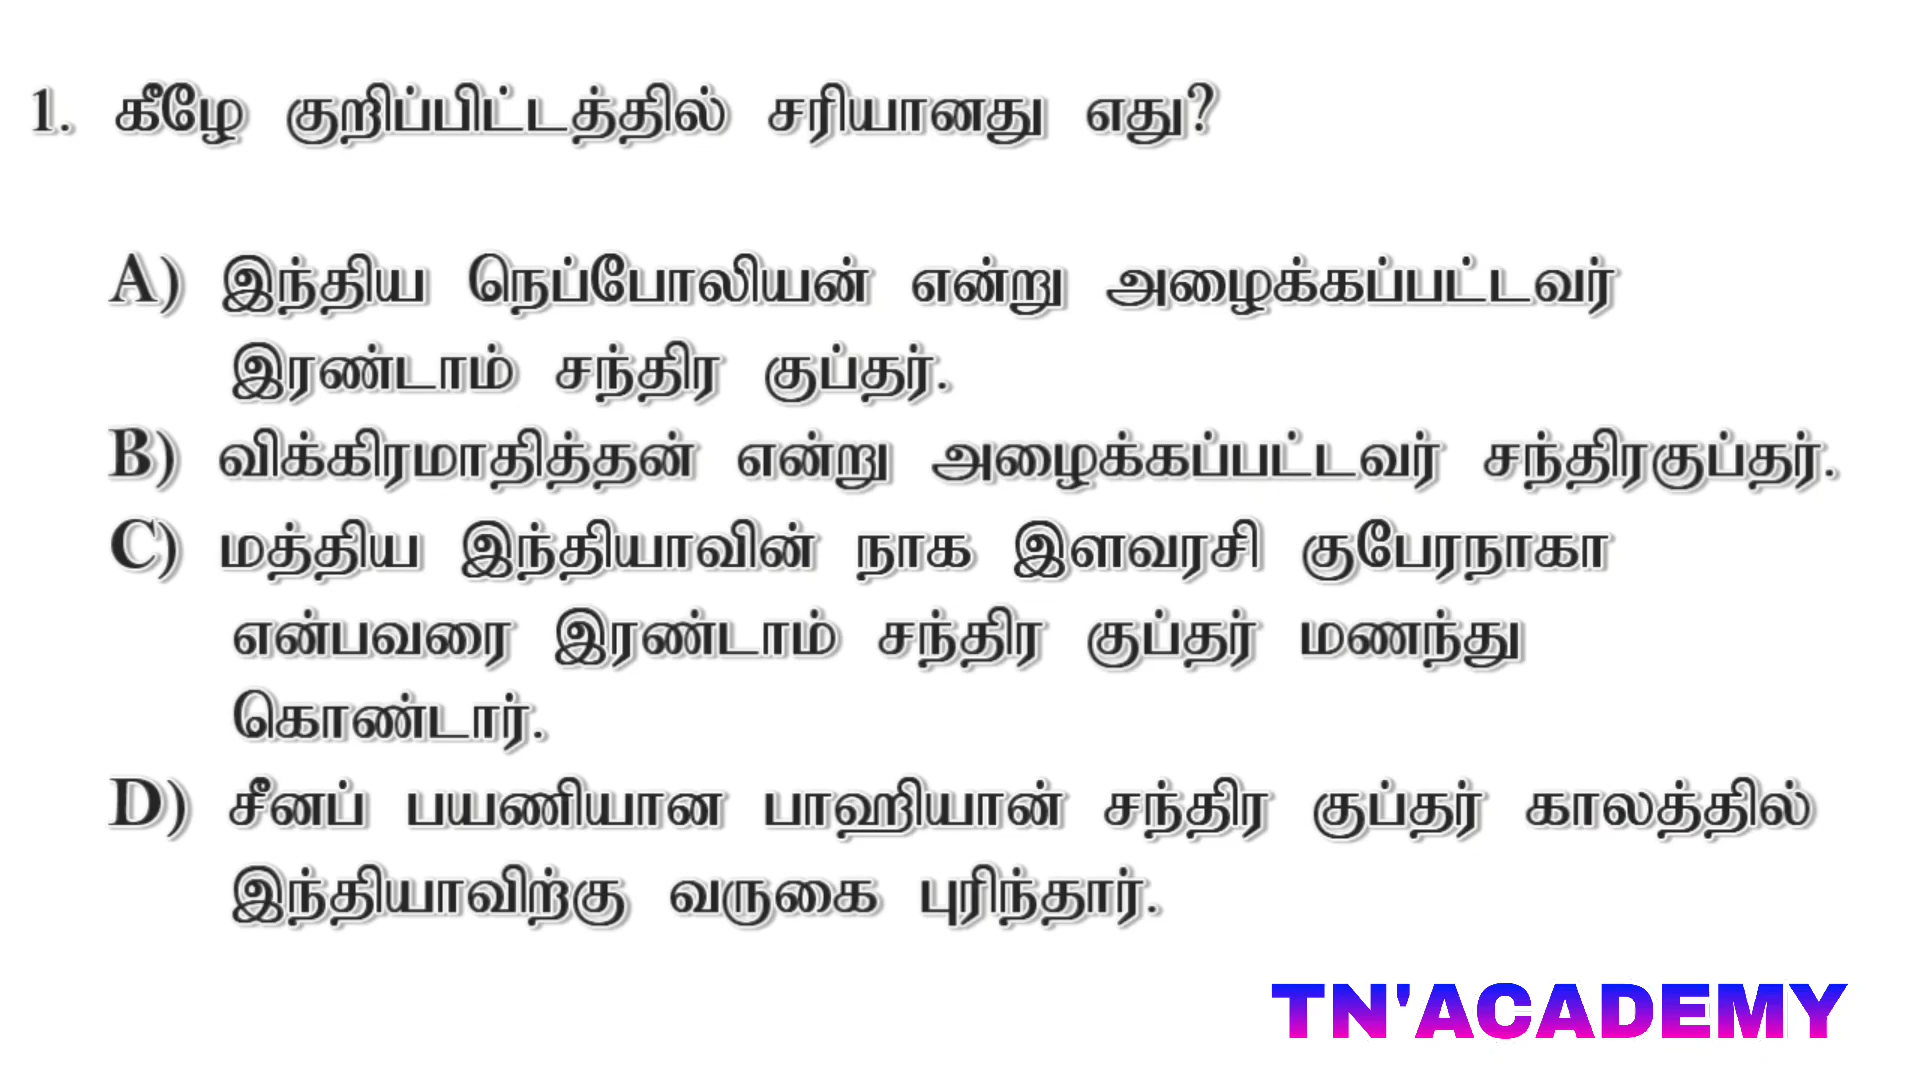 1. கீழே குறிப்பிட்டத்தில் சரியானது எது?
A) இந்திய நெப்போலியன் என்று அழைக்கப்பட்டவர்
இரண்டாம் சந்திர குப்தர்.
B) விக்கிரமாதித்தன் என்று அழைக்கப்பட்டவர் சந்திரகுப்தர்.
C) மத்திய இந்தியாவின் நாக இளவரசி குபேரநாகா
என்பவரை இரண்டாம் சந்திர குப்தர் மணந்து
கொண்டார்.
D) சீனப் பயணியான பாஹியான் சந்திர குப்தர் காலத்தில்
இந்தியாவிற்கு வருகை புரிந்தார்.
TN'ACADEMY